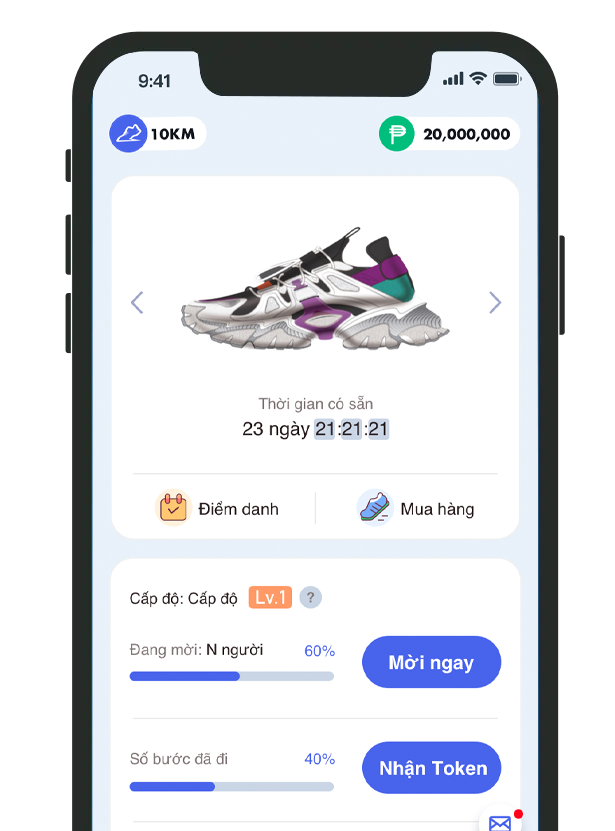 9:41
10KM
20,000,000
Thời gian có sẵn
23 ngày 21:21:21
Điểm danh
Mua hàng
Cấp độ: Cấp độ Lv.1 ?
Đang mời: N người 60%
Mời ngay
Số bước đã đi 40%
Nhận Token